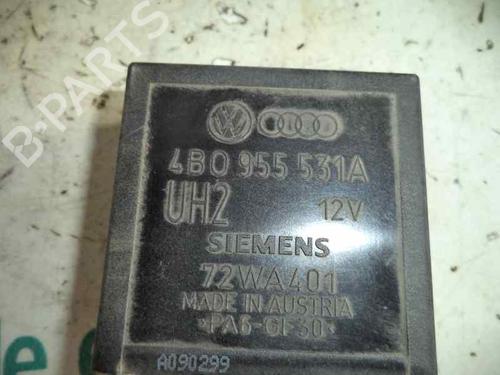 B-PARTS
4B0 955 531A
UH2 12V
SIEMENS
72WA401
MADE IN AUSTRIA
>PA6-GF30<
A090299